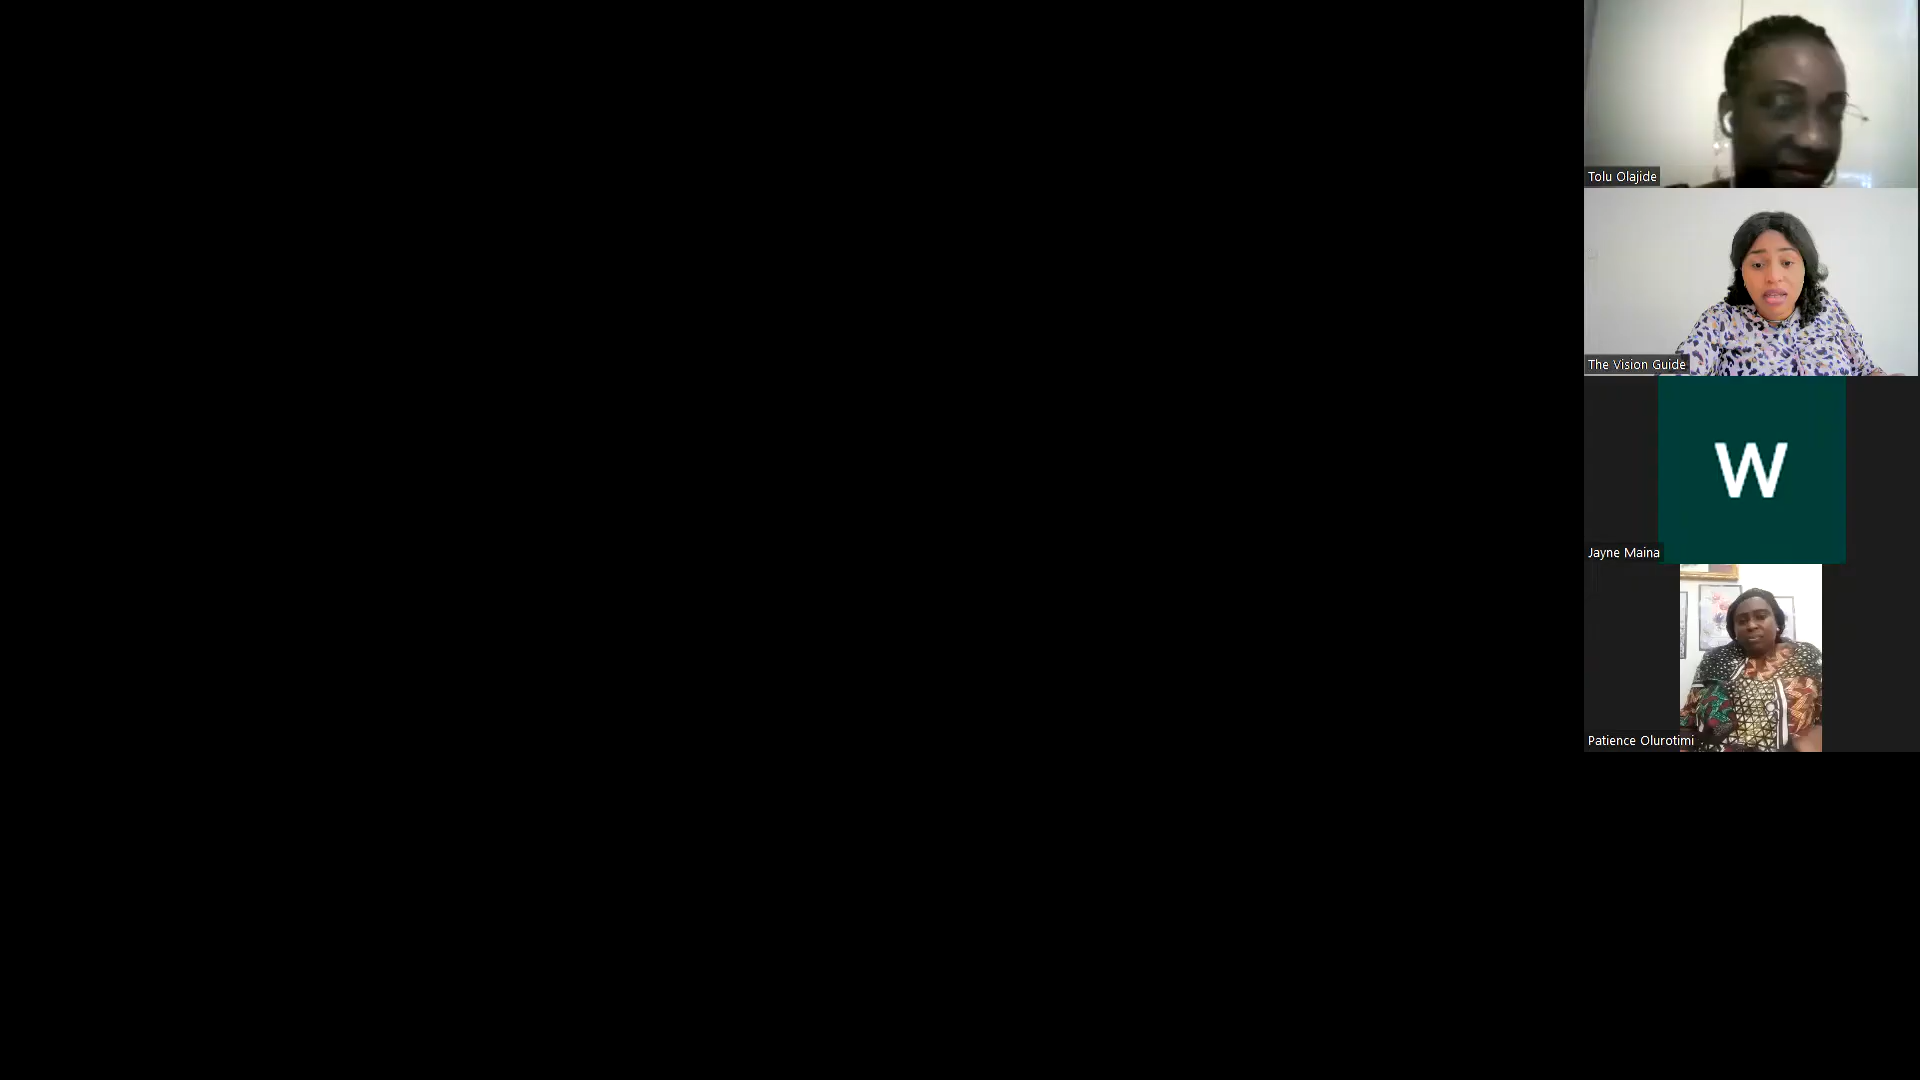 Tolu Olajide
The Vision Guide
W
Jayne Maina
Patience Olurotimi